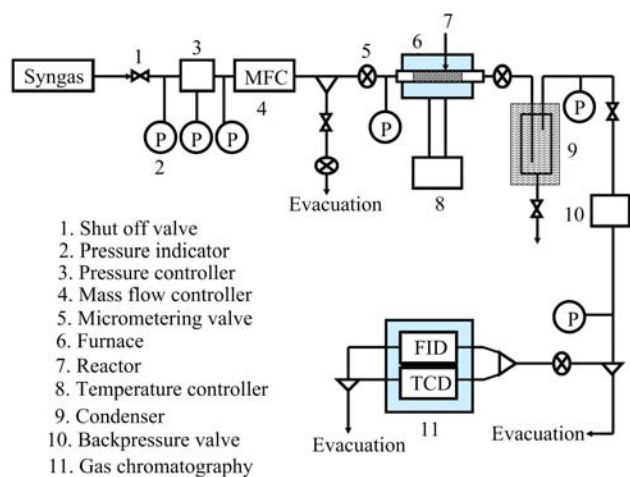 1
3
5
6
7
Syngas
MFC
4
P
P
P
2
P
P
9
8
10
Evacuation
1. Shut off valve
2. Pressure indicator
3. Pressure controller
4. Mass flow controller
5. Micrometering valve
6. Furnace
7. Reactor
8. Temperature controller
9. Condenser
10. Backpressure valve
11. Gas chromatography
P
FID
TCD
11
Evacuation
Evacuation